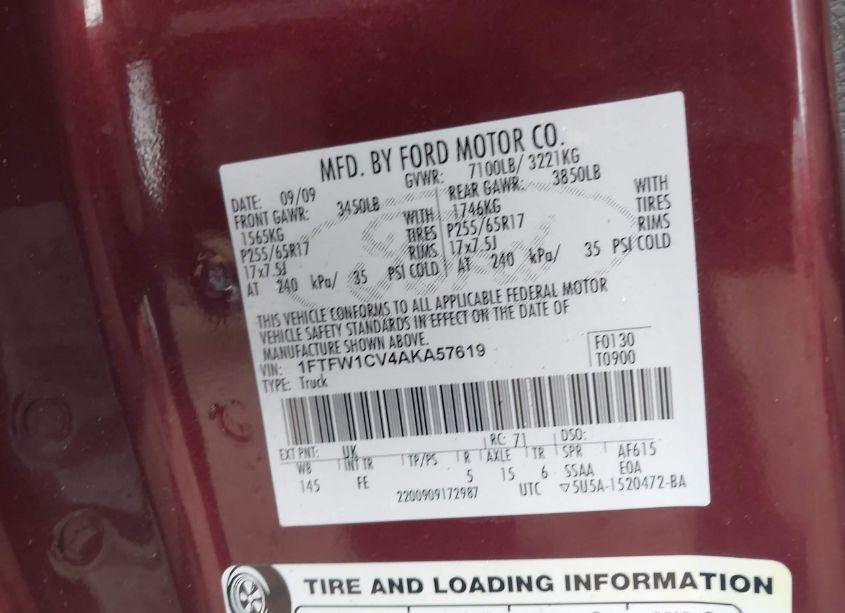 MFD. BY FORD MOTOR CO.
DATE: 09/09 GVWR: 7100LB/ 3221KG
FRONT GAWR: 3450LB REAR GAWR: 3850LB
1565KG WITH 1746KG WITH
P255/65R17 TIRES P255/65R17 TIRES
17x7.5J RIMS 17x7.5J RIMS
AT 240 kPa/ 35 PSI COLD AT 240 kPa/ 35 PSI COLD
THIS VEHICLE CONFORMS TO ALL APPLICABLE FEDERAL MOTOR
VEHICLE SAFETY STANDARDS IN EFFECT ON THE DATE OF
MANUFACTURE SHOWN ABOVE.
VIN: 1FTFW1CV4AKA57619 F0130
TYPE: Truck T0900
EXT PNT: UK RC: 71 DSO:
WB INT TR TP/PS R AXLE TR SPR AF615
145 FE 5 15 6 SSAA E0A
2200909172987 UTC ▽5U5A-1520472-BA
TIRE AND LOADING INFORMATION